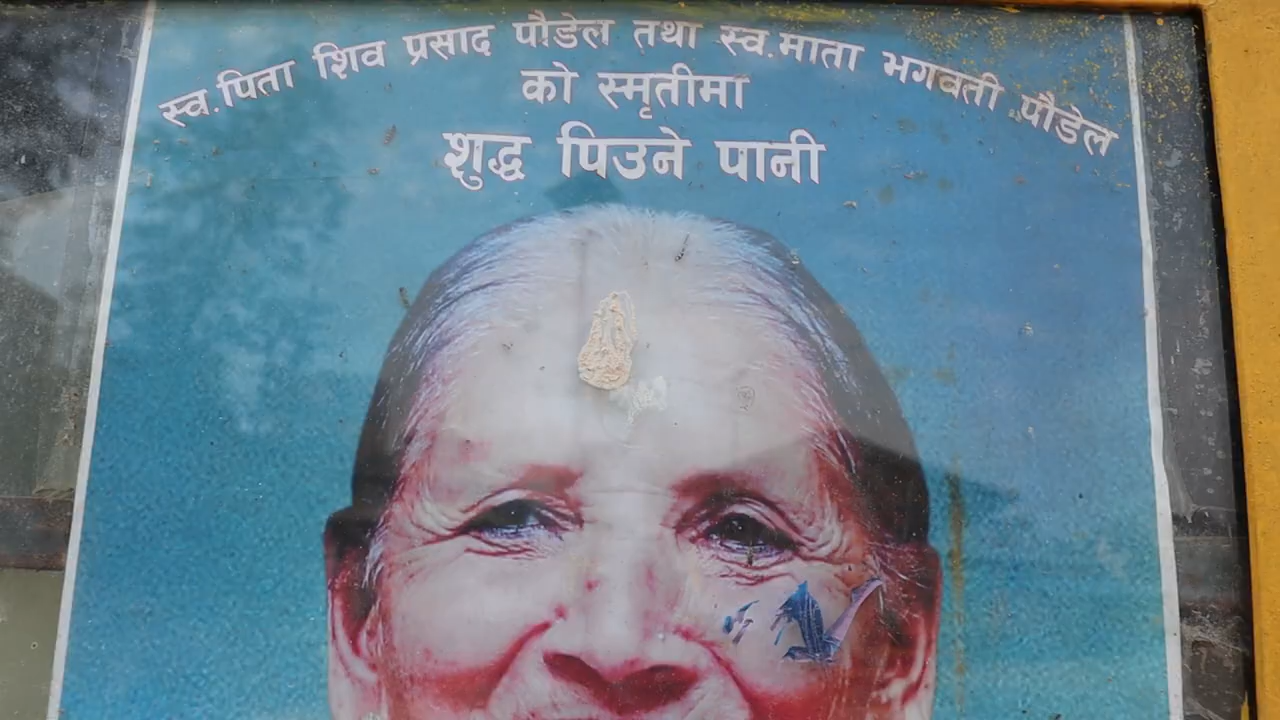 स्व.पिता शिव प्रसाद पौडेल तथा स्व.माता भगवती पौडेल
को स्मृतीमा
शुद्ध पिउने पानी